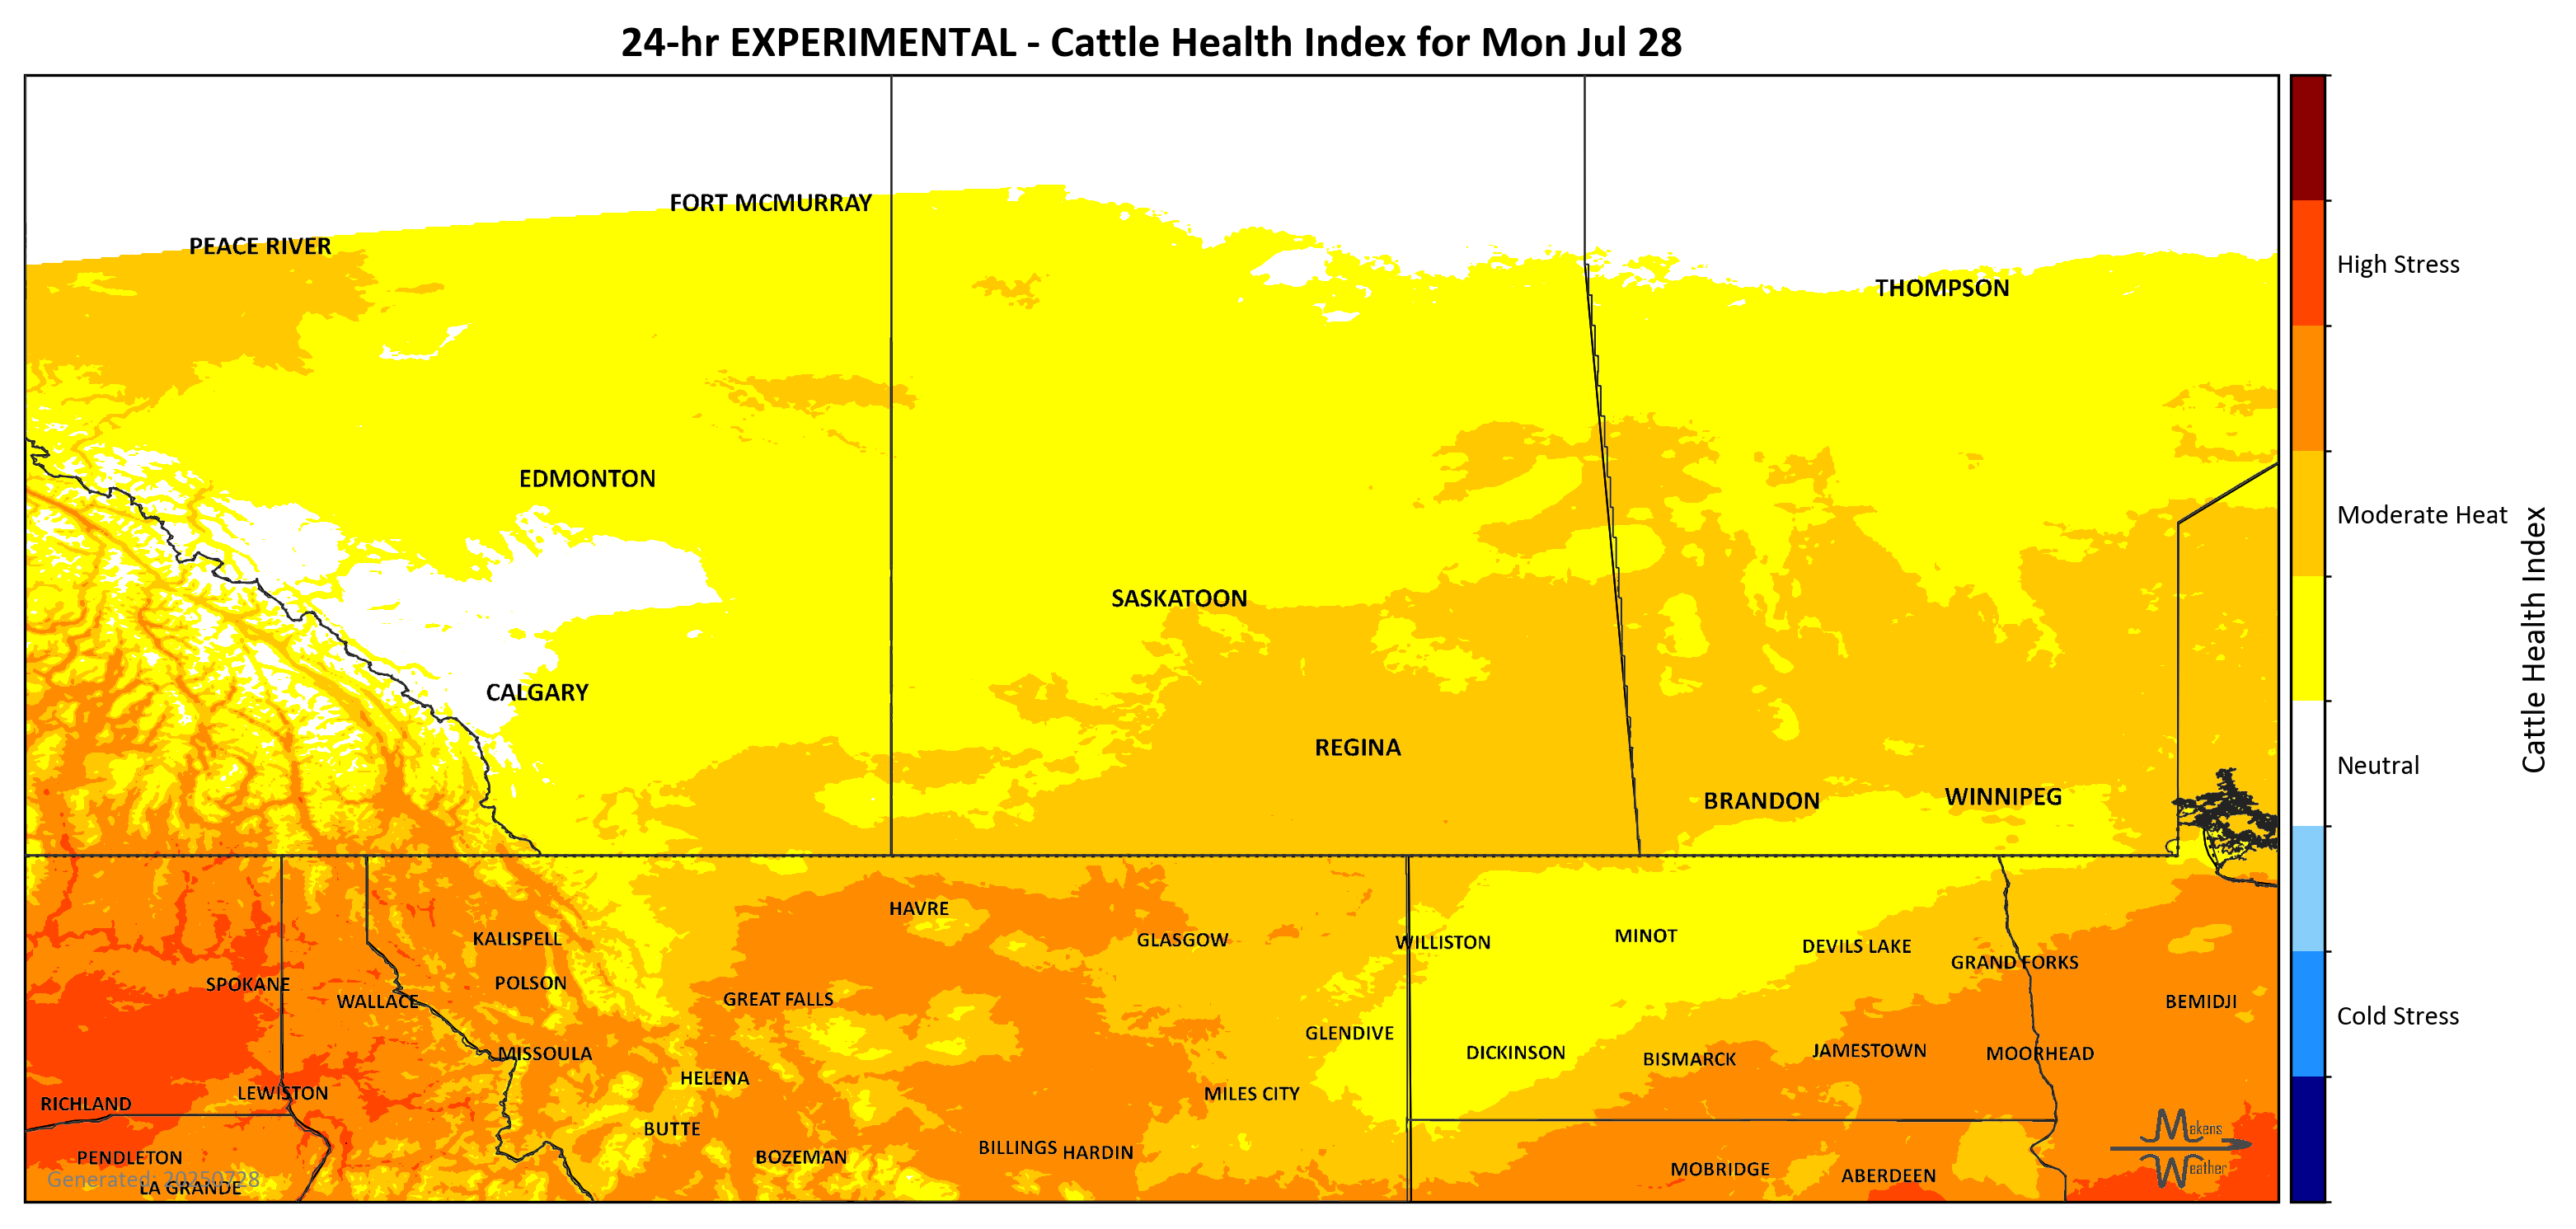 24-hr EXPERIMENTAL - Cattle Health Index for Mon Jul 28
FORT MCMURRAY
PEACE RIVER
High Stress
THOMPSON
EDMONTON
Moderate Heat
SASKATOON
Cattle Health Index
CALGARY
REGINA
Neutral
BRANDON
WINNIPEG
HAVRE
KALISPELL
GLASGOW
WILLISTON
MINOT
DEVILS LAKE
GRAND FORKS
SPOKANE
POLSON
WALLACE
GREAT FALLS
BEMIDJI
Cold Stress
GLENDIVE
MISSOULA
DICKINSON
BISMARCK
JAMESTOWN
MOORHEAD
HELENA
LEWISTON
MILES CITY
RICHLAND
BUTTE
Makens
Weather
PENDLETON
BOZEMAN
BILLINGS
HARDIN
MOBRIDGE
ABERDEEN
Generated: 20250728
LA GRANDE